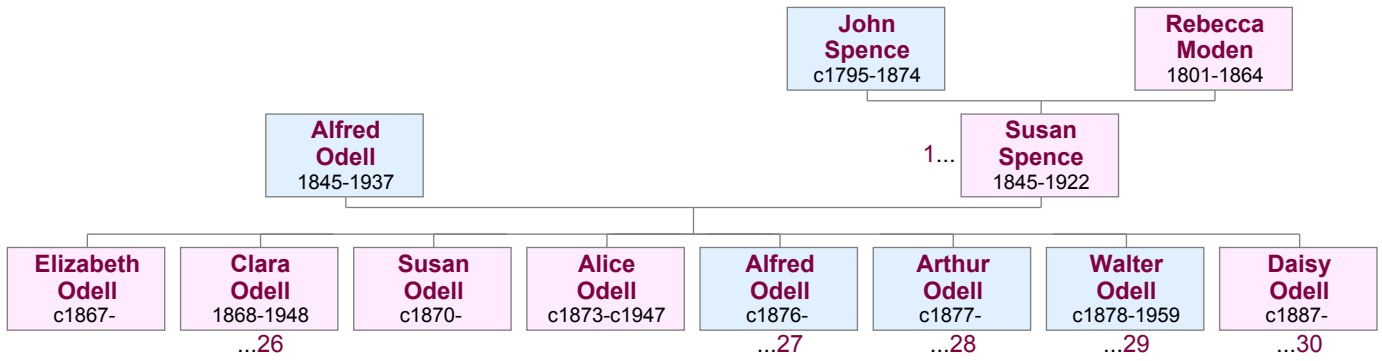 John
Spence
c1795-1874
Rebecca
Moden
1801-1864
Alfred
Odell
1845-1937
1...
Susan
Spence
1845-1922
Elizabeth
Odell
c1867-
Clara
Odell
1868-1948
Susan
Odell
c1870-
Alice
Odell
c1873-c1947
Alfred
Odell
c1876-
Arthur
Odell
c1877-
Walter
Odell
c1878-1959
Daisy
Odell
c1887-
...26
...27
...28
...29
...30